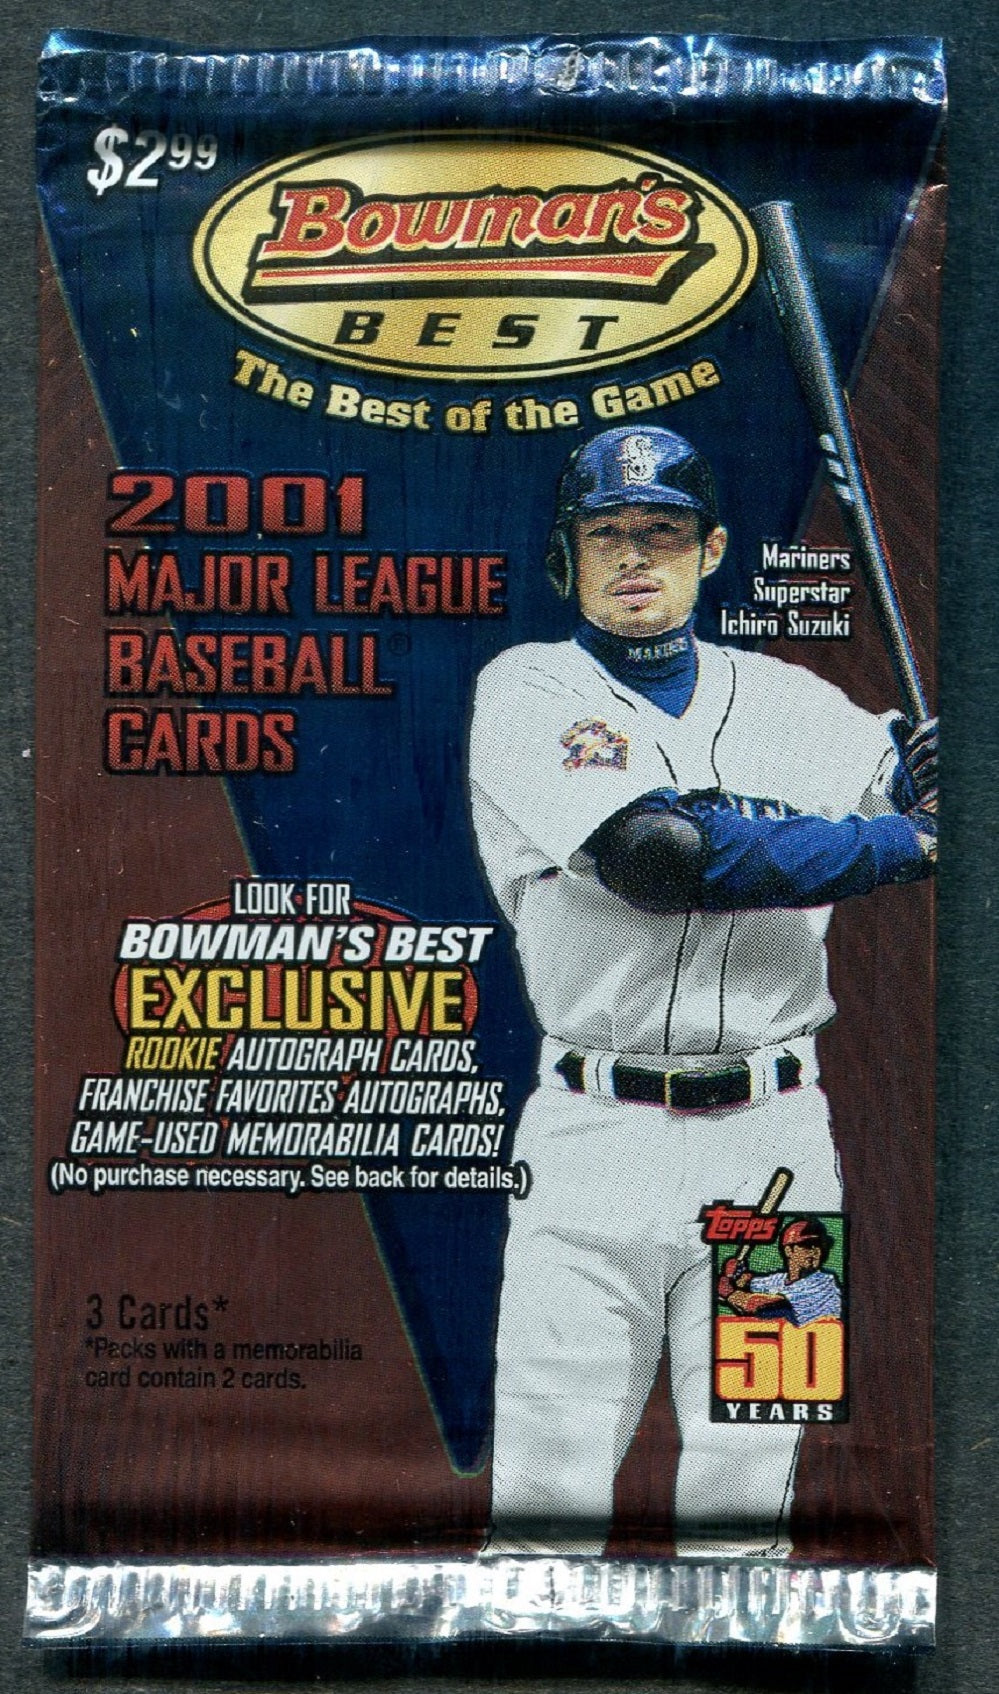 $2.99
Bowman's
BEST
The Best of the Game
2001
MAJOR LEAGUE
BASEBALL®
CARDS
Mariners
Superstar
Ichiro Suzuki
LOOK FOR
BOWMAN'S BEST
EXCLUSIVE
ROOKIE AUTOGRAPH CARDS,
FRANCHISE FAVORITES AUTOGRAPHS,
GAME-USED MEMORABILIA CARDS!
(No purchase necessary. See back for details.)
3 Cards*
*Packs with a memorabilia
card contain 2 cards.
Topps
50
YEARS